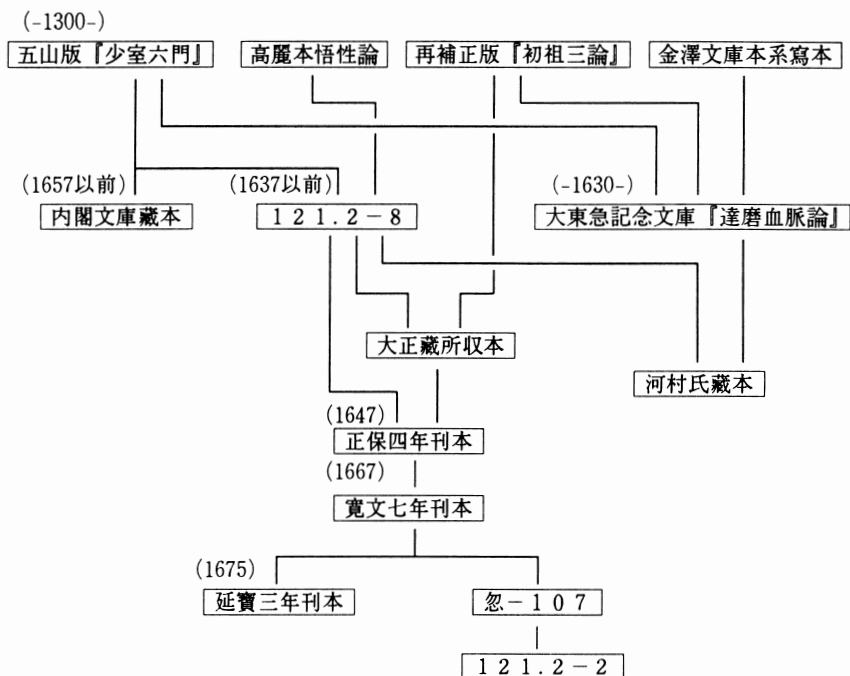 (-1300-)
五山版『少室六門』 高麗本悟性論 再補正版『初祖三論』 金澤文庫本系寫本
(1657以前) (1637以前) (-1630-)
内閣文庫藏本 121.2-8 大東急記念文庫『達磨血脈論』
大正藏所収本
河村氏藏本
(1647)
正保四年刊本
(1667)
寛文七年刊本
(1675)
延寶三年刊本 忽-107
121.2-2